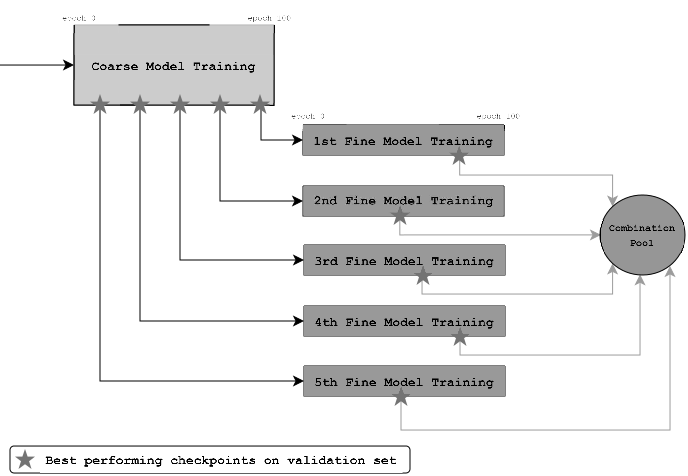 epoch 0 epoch 100
Coarse Model Training
epoch 0 epoch 100
1st Fine Model Training
2nd Fine Model Training
Combination
Pool
3rd Fine Model Training
4th Fine Model Training
5th Fine Model Training
Best performing checkpoints on validation set